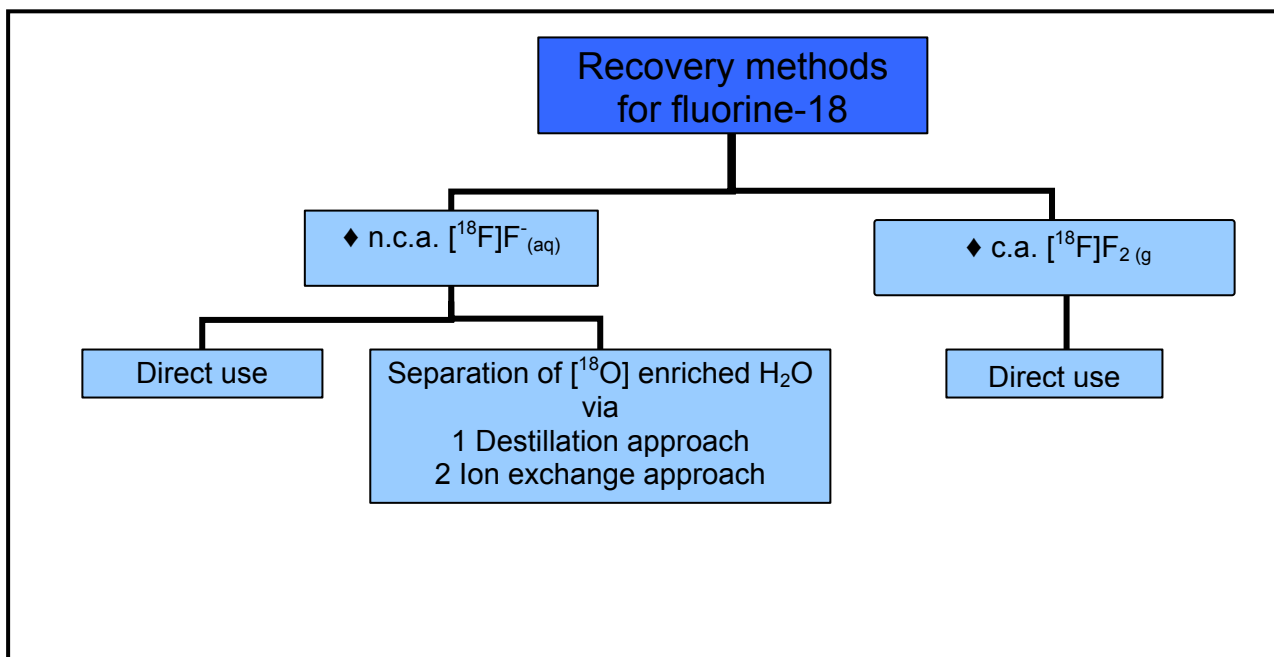 Recovery methods
for fluorine-18
♦ n.c.a. [¹⁸F]F⁻(aq)
♦ c.a. [¹⁸F]F₂ (g
Direct use
Separation of [¹⁸O] enriched H₂O
via
1 Destillation approach
2 Ion exchange approach
Direct use